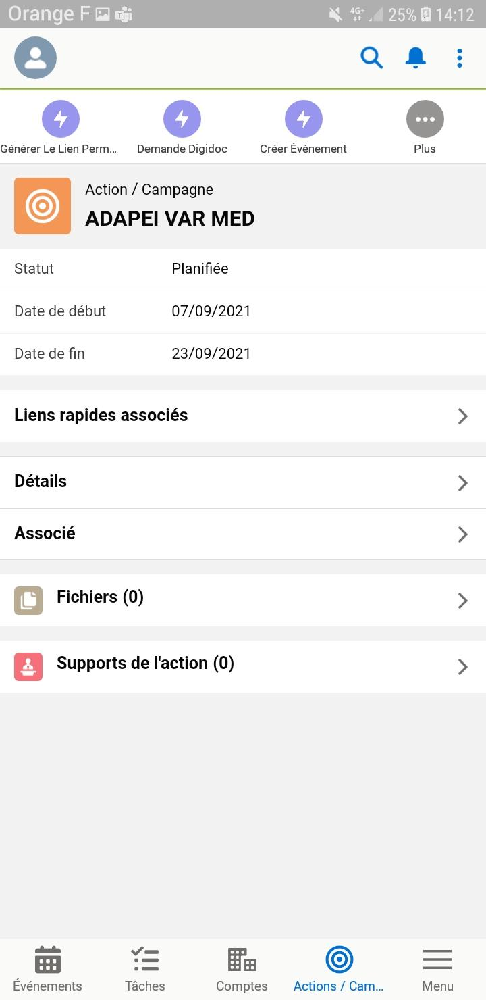 Orange F 4G+ 25% 14:12
Générer Le Lien Perm... Demande Digidoc Créer Évènement Plus
Action / Campagne
ADAPEI VAR MED
Statut Planifiée
Date de début 07/09/2021
Date de fin 23/09/2021
Liens rapides associés
Détails
Associé
Fichiers (0)
Supports de l'action (0)
Événements Tâches Comptes Actions / Cam... Menu